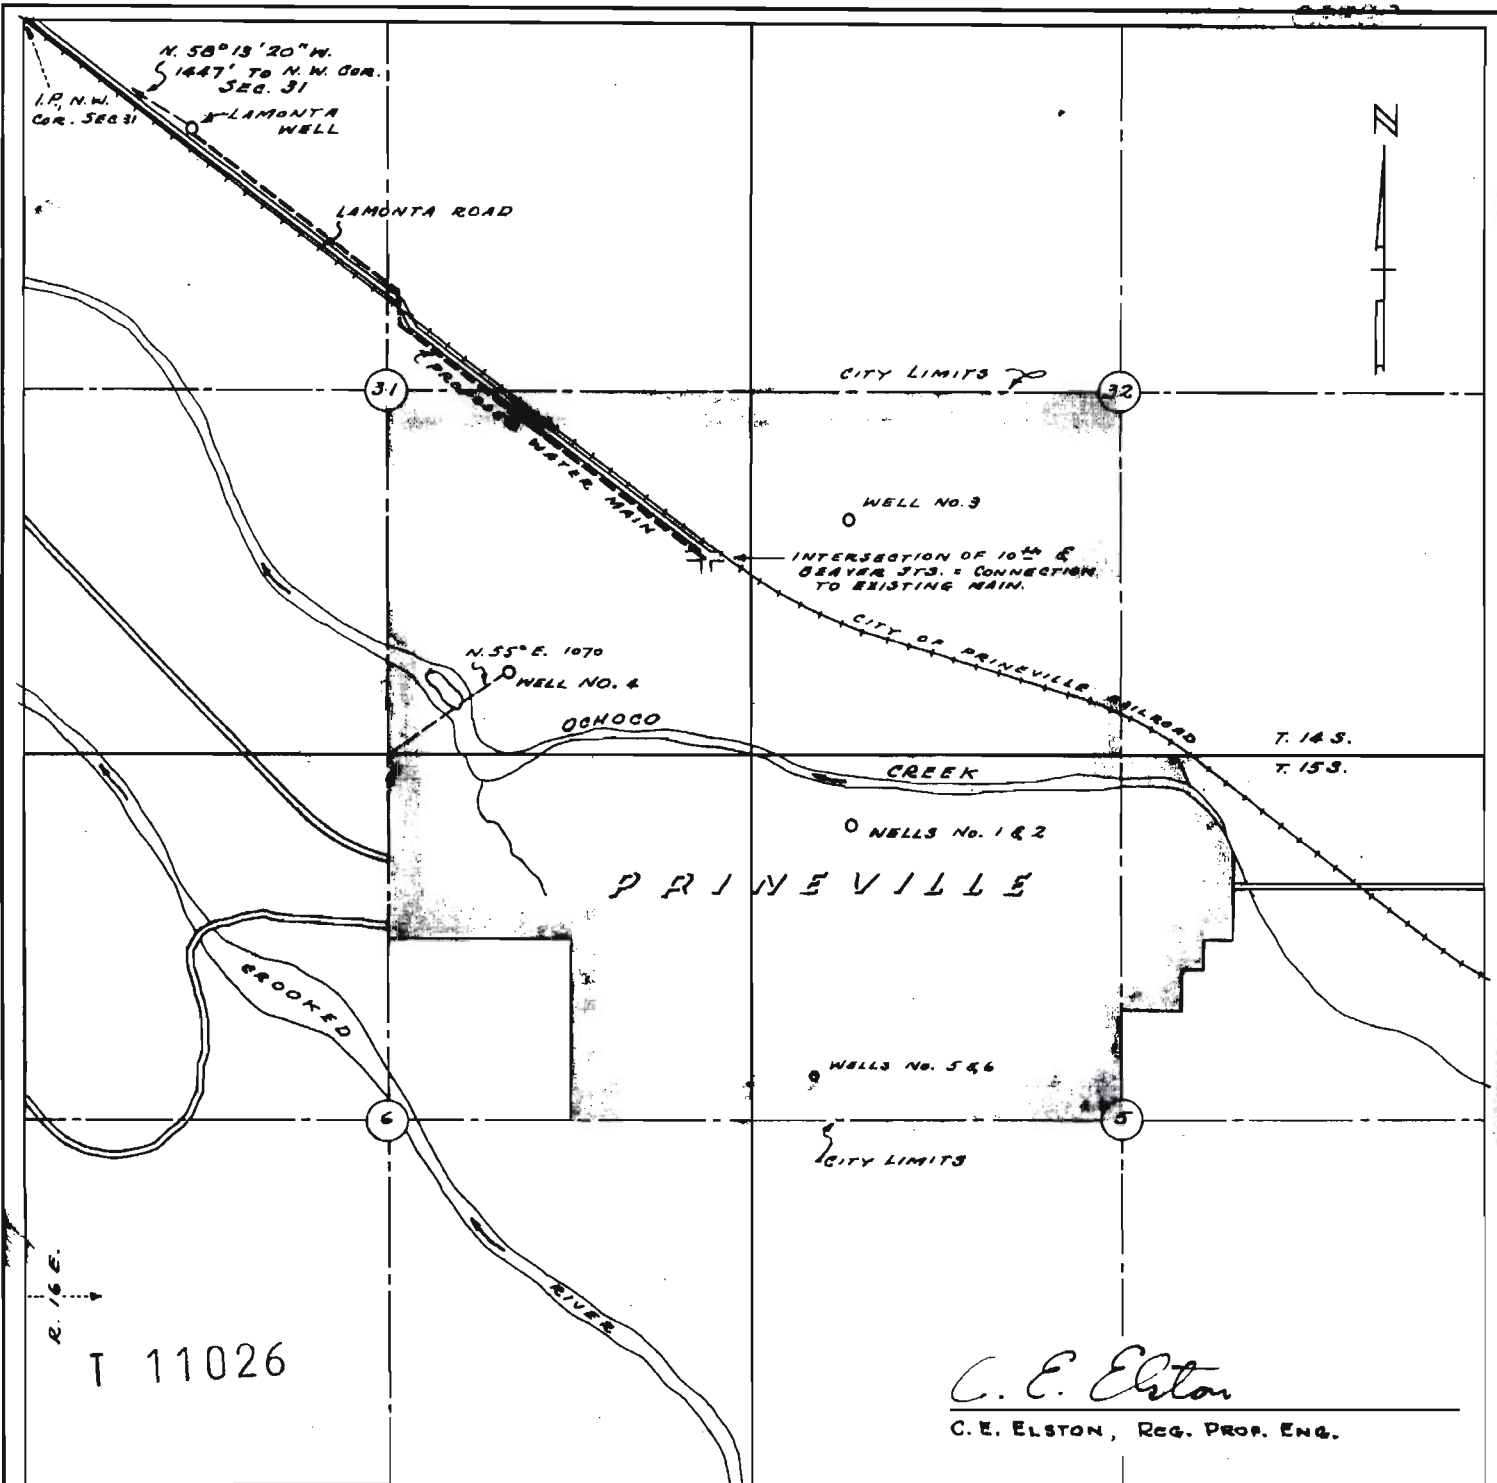 N. 58° 13' 20" W.
1447' TO N. W. COR.
SEC. 31
I.P., N.W.
COR. SEC 31
LAMONTA
WELL
N
LAMONTA ROAD
CITY LIMITS
31
32
WATER MAIN
WELL NO. 3
INTERSECTION OF 10th &
BEAVER STS. = CONNECTION
TO EXISTING MAIN.
CITY OF PRINEVILLE RAILROAD
N. 55° E. 1070
WELL NO. 4
OCHOCO
CREEK
T. 14 S.
T. 15 S.
WELLS No. 1 & 2
PRINEVILLE
CROOKED
WELLS No. 5 & 6
6
5
CITY LIMITS
R. 16 E.
RIVER
T 11026
C. E. Elston
C. E. ELSTON, REG. PROF. ENG.